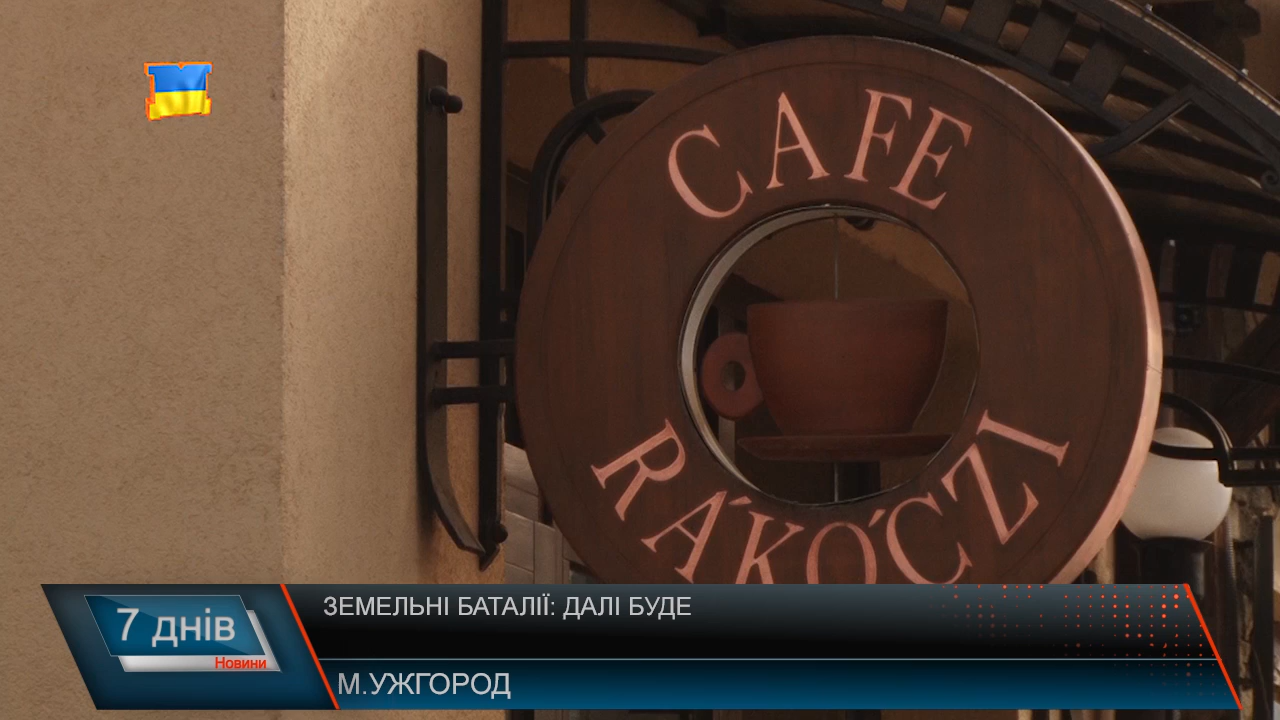 CAFE
RÁKÓCZI
7 днів
Новини
ЗЕМЕЛЬНІ БАТАЛІЇ: ДАЛІ БУДЕ
М.УЖГОРОД